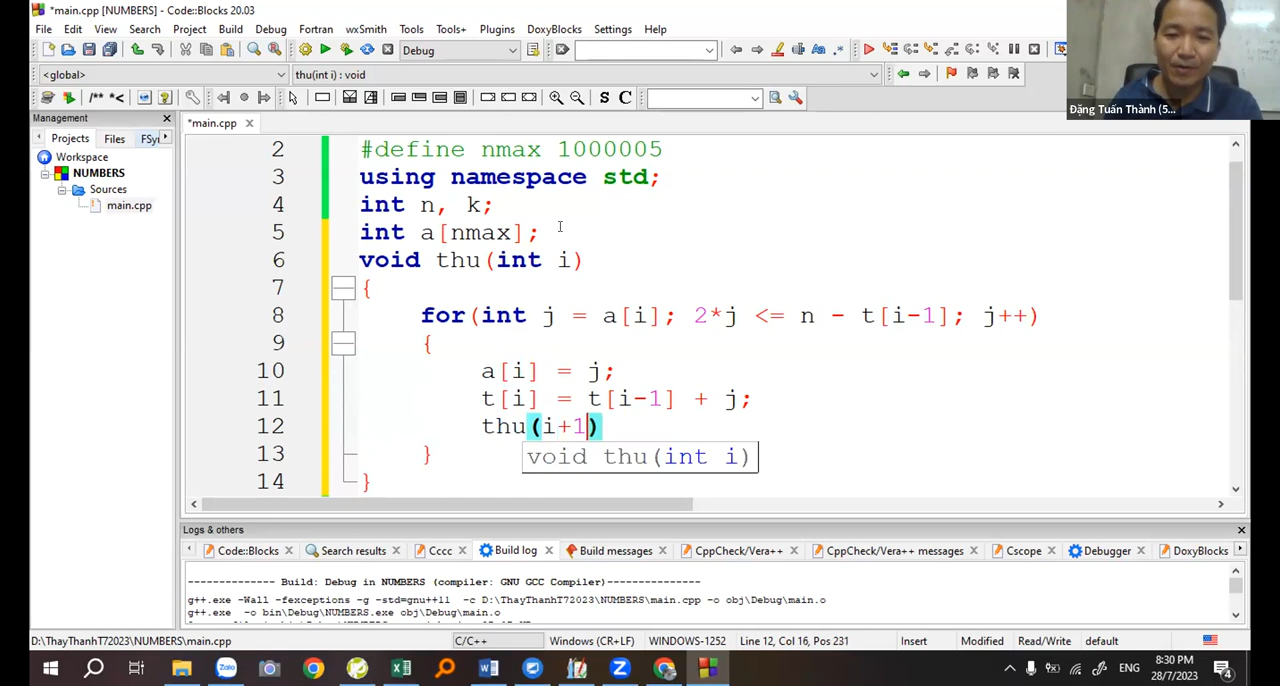 *main.cpp [NUMBERS] - Code::Blocks 20.03
File Edit View Search Project Build Debug Fortran wxSmith Tools Tools+ Plugins DoxyBlocks Settings Help
Debug
<global> thu(int i) : void
/** *< S C
Đặng Tuấn Thành (5...
Management
Projects Files FSy
Workspace
NUMBERS
Sources
main.cpp
*main.cpp
2 #define nmax 1000005
3 using namespace std;
4 int n, k;
5 int a[nmax];
6 void thu(int i)
7 {
8 for(int j = a[i]; 2*j <= n - t[i-1]; j++)
9 {
10 a[i] = j;
11 t[i] = t[i-1] + j;
12 thu(i+1)
13 }
void thu(int i)
14 }
Logs & others
Code::Blocks Search results Cccc Build log Build messages CppCheck/Vera++ CppCheck/Vera++ messages Cscope Debugger DoxyBlocks
-------------- Build: Debug in NUMBERS (compiler: GNU GCC Compiler)---------------
g++.exe -Wall -fexceptions -g -std=gnu++11 -c D:\ThayThanhT72023\NUMBERS\main.cpp -o obj\Debug\main.o
g++.exe -o bin\Debug\NUMBERS.exe obj\Debug\main.o
D:\ThayThanhT72023\NUMBERS\main.cpp C/C++ Windows (CR+LF) WINDOWS-1252 Line 12, Col 16, Pos 231 Insert Modified Read/Write default
Zalo
ENG
8:30 PM
28/7/2023
4